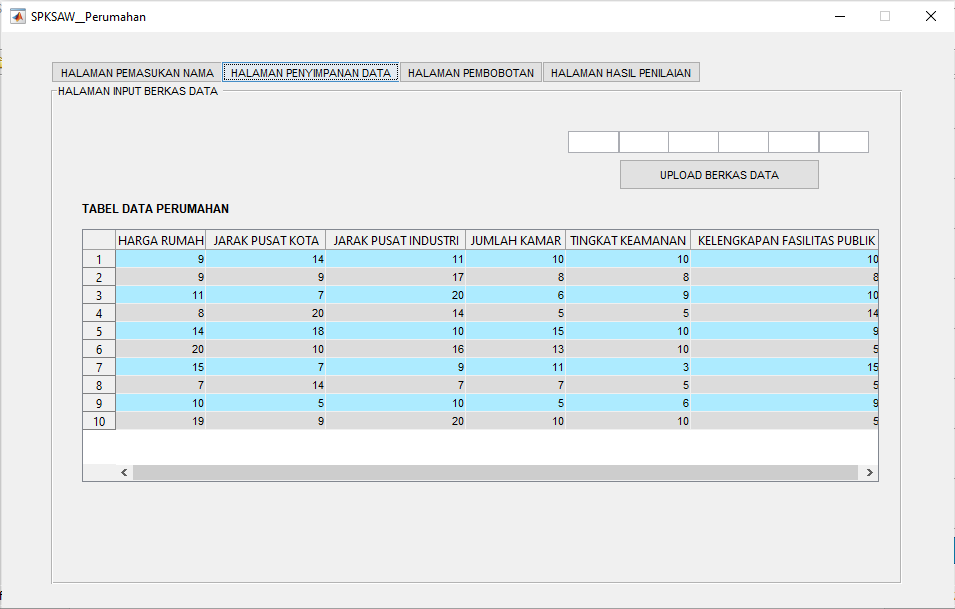 SPKSAW__Perumahan
HALAMAN PEMASUKAN NAMA HALAMAN PENYIMPANAN DATA HALAMAN PEMBOBOTAN HALAMAN HASIL PENILAIAN
HALAMAN INPUT BERKAS DATA
UPLOAD BERKAS DATA
TABEL DATA PERUMAHAN
HARGA RUMAH JARAK PUSAT KOTA JARAK PUSAT INDUSTRI JUMLAH KAMAR TINGKAT KEAMANAN KELENGKAPAN FASILITAS PUBLIK
1 9 14 11 10 10 10
2 9 9 17 8 8 8
3 11 7 20 6 9 10
4 8 20 14 5 5 14
5 14 18 10 15 10 9
6 20 10 16 13 10 5
7 15 7 9 11 3 15
8 7 14 7 7 5 5
9 10 5 10 5 6 9
10 19 9 20 10 10 5